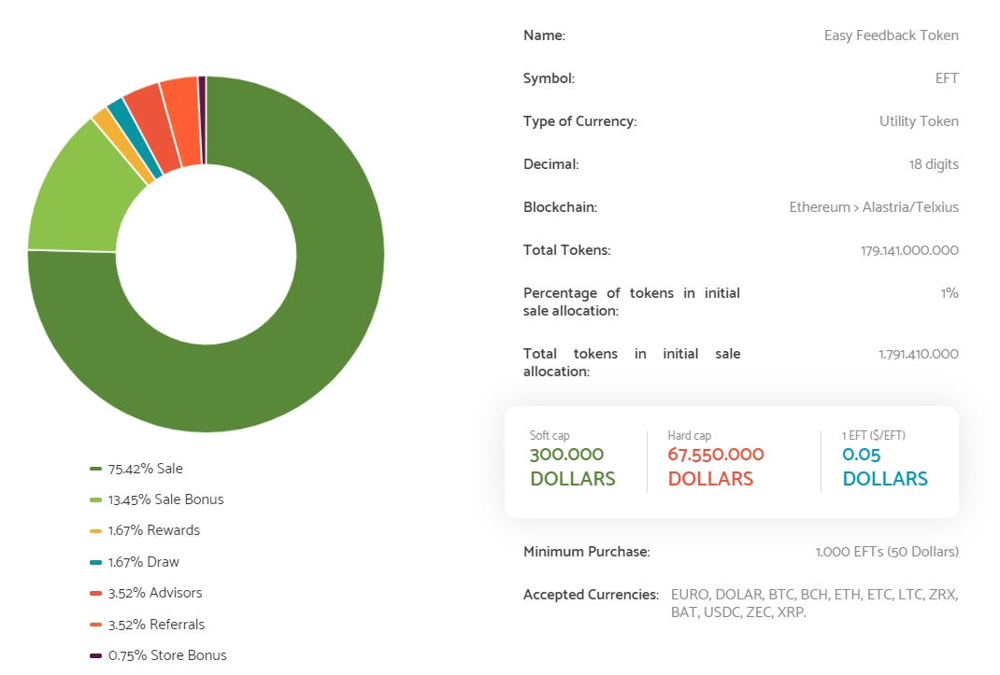 75.42% Sale
13.45% Sale Bonus
1.67% Rewards
1.67% Draw
3.52% Advisors
3.52% Referrals
0.75% Store Bonus
Name: Easy Feedback Token
Symbol: EFT
Type of Currency: Utility Token
Decimal: 18 digits
Blockchain: Ethereum > Alastria/Telxius
Total Tokens: 179.141.000.000
Percentage of tokens in initial 1%
sale allocation:
Total tokens in initial sale 1.791.410.000
allocation:
Soft cap
300.000
DOLLARS
Hard cap
67.550.000
DOLLARS
1 EFT ($/EFT)
0.05
DOLLARS
Minimum Purchase: 1.000 EFTs (50 Dollars)
Accepted Currencies: EURO, DOLAR, BTC, BCH, ETH, ETC, LTC, ZRX,
BAT, USDC, ZEC, XRP.